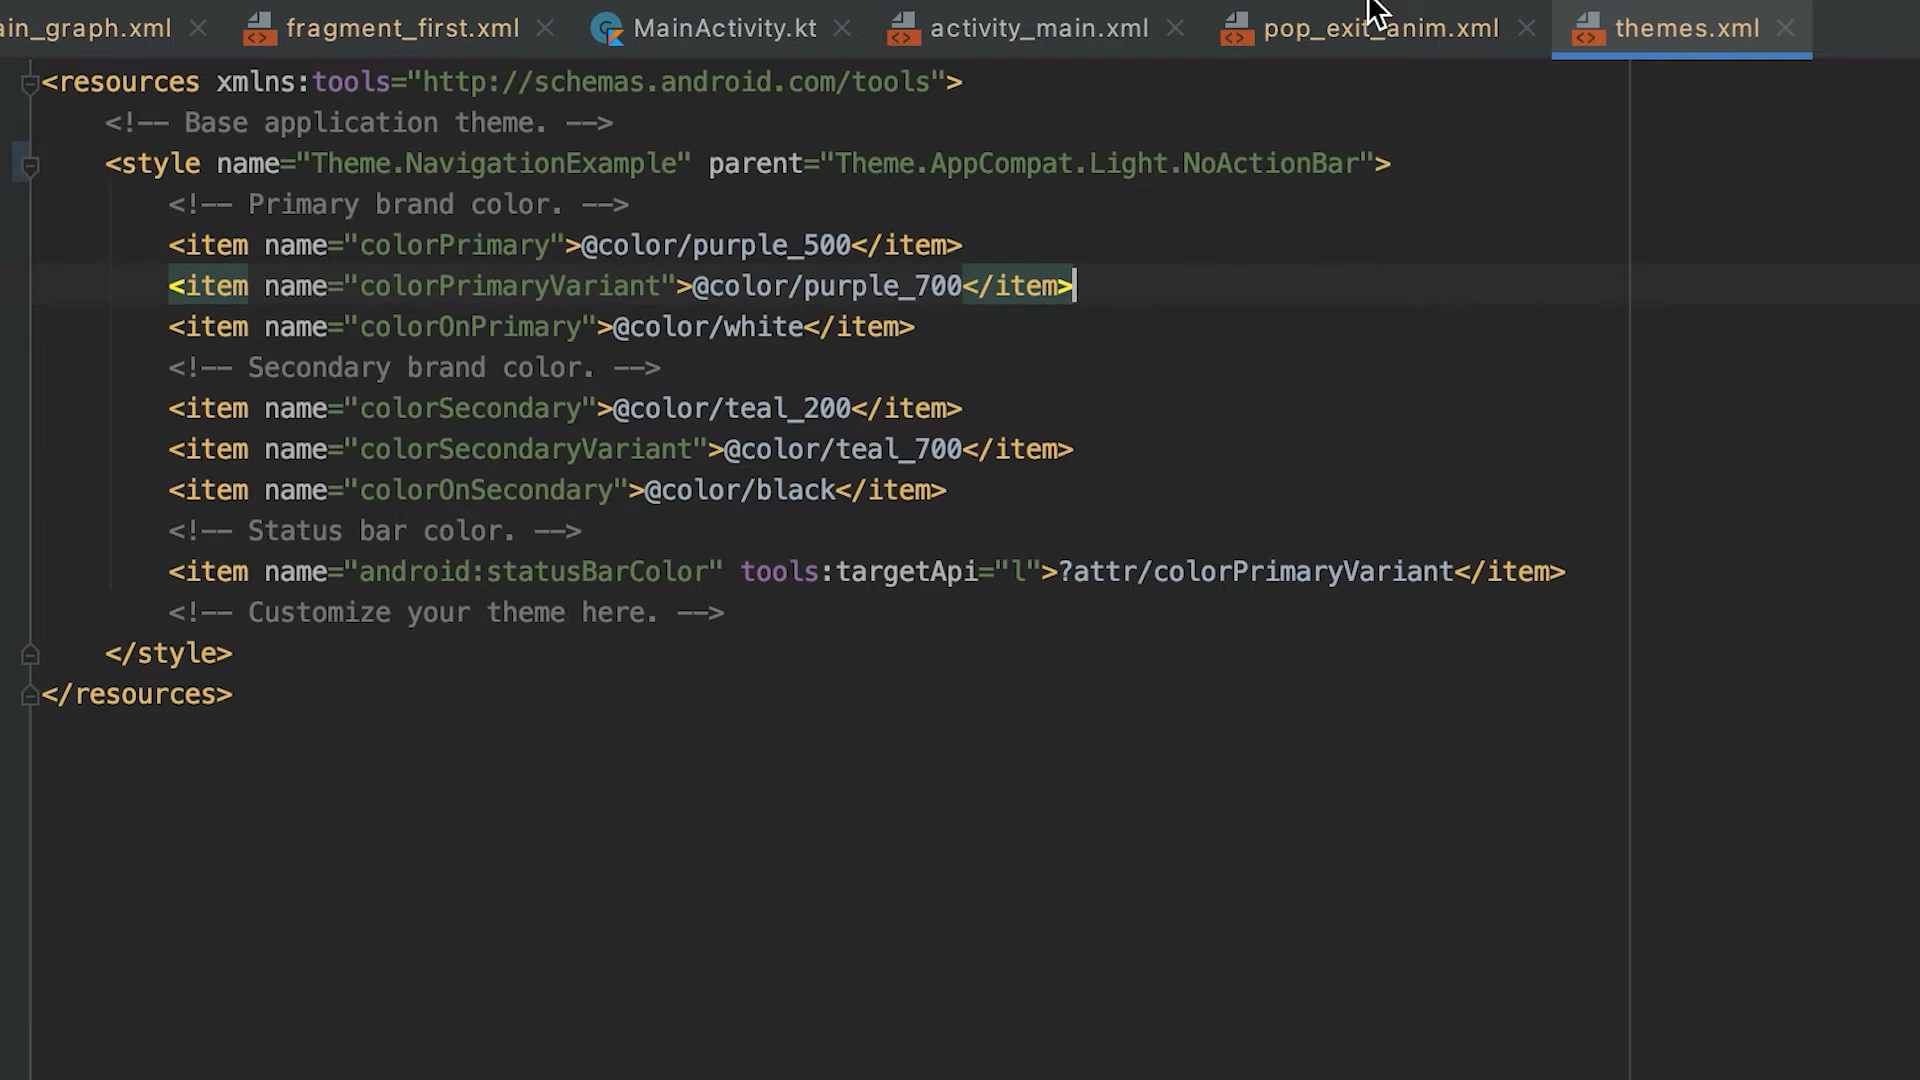 ain_graph.xml fragment_first.xml MainActivity.kt activity_main.xml pop_exit_anim.xml themes.xml
<resources xmlns:tools="http://schemas.android.com/tools">
    <!-- Base application theme. -->
    <style name="Theme.NavigationExample" parent="Theme.AppCompat.Light.NoActionBar">
        <!-- Primary brand color. -->
        <item name="colorPrimary">@color/purple_500</item>
        <item name="colorPrimaryVariant">@color/purple_700</item>
        <item name="colorOnPrimary">@color/white</item>
        <!-- Secondary brand color. -->
        <item name="colorSecondary">@color/teal_200</item>
        <item name="colorSecondaryVariant">@color/teal_700</item>
        <item name="colorOnSecondary">@color/black</item>
        <!-- Status bar color. -->
        <item name="android:statusBarColor" tools:targetApi="l">?attr/colorPrimaryVariant</item>
        <!-- Customize your theme here. -->
    </style>
</resources>